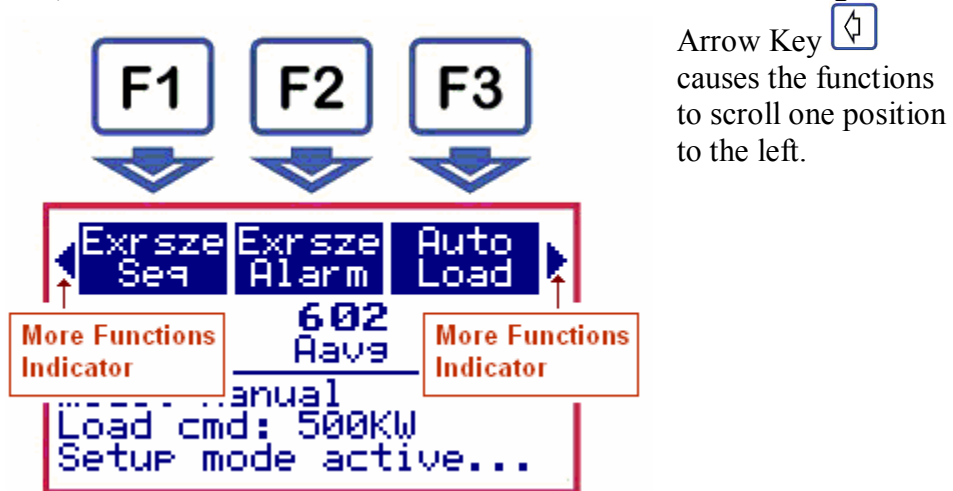 Arrow Key
causes the functions
to scroll one position
to the left.
F1 F2 F3
Exrsze Exrsze Auto
Seq Alarm Load
602
Aavg
More Functions
Indicator
More Functions
Indicator
Manual
Load cmd: 500KW
Setup mode active...